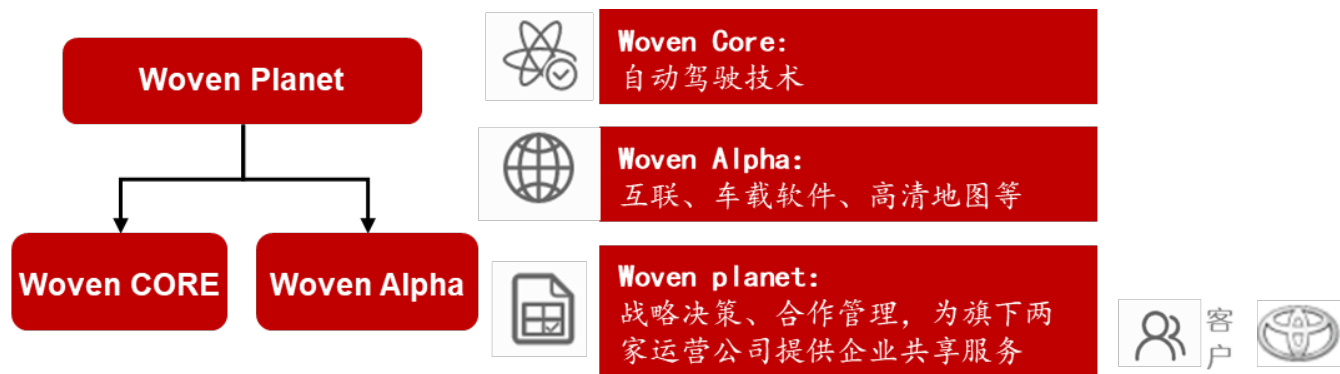 Woven Planet
Woven CORE
Woven Alpha
Woven Core:
自动驾驶技术
Woven Alpha:
互联、车载软件、高清地图等
Woven planet:
战略决策、合作管理，为旗下两
家运营公司提供企业共享服务
客
户